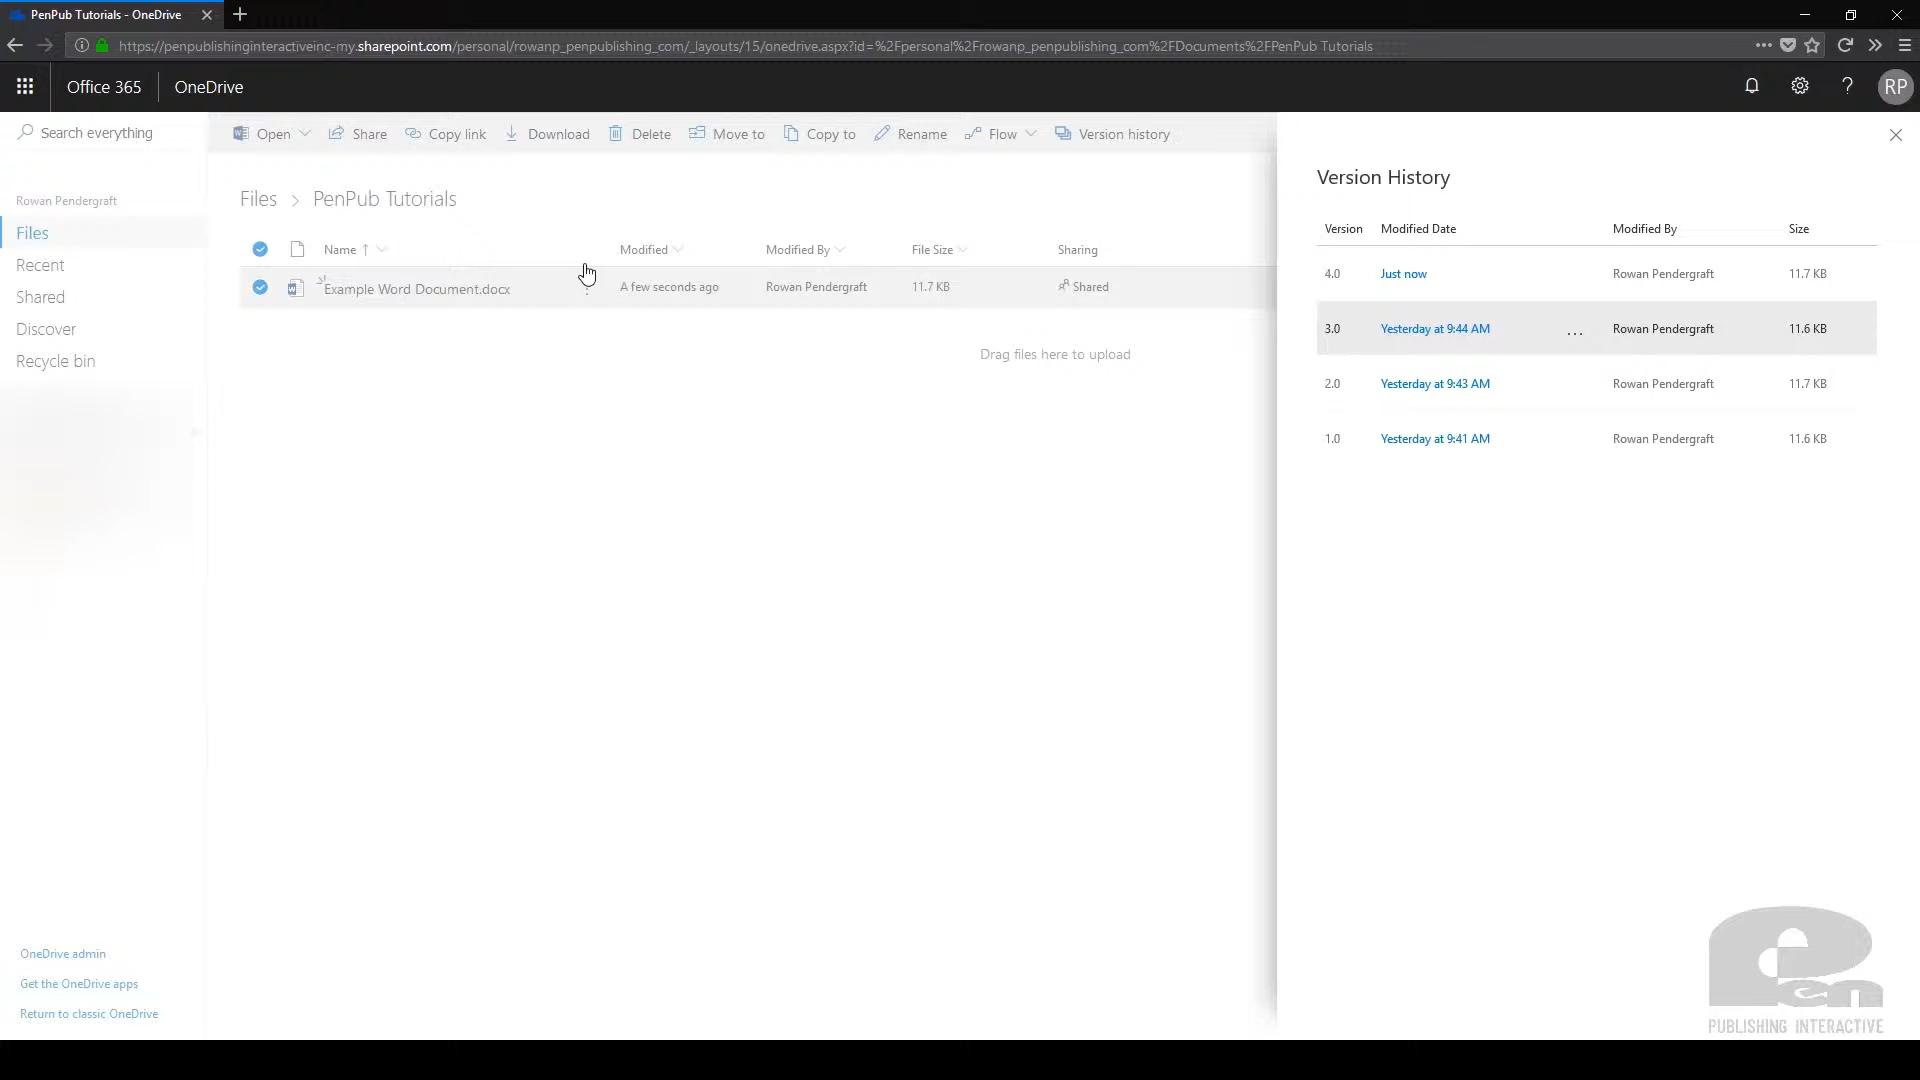 PenPub Tutorials - OneDrive
https://penpublishinginteractiveinc-my.sharepoint.com/personal/rowanp_penpublishing_com/_layouts/15/onedrive.aspx?id=%2Fpersonal%2Frowanp_penpublishing_com%2FDocuments%2FPenPub Tutorials
Office 365 OneDrive RP
Search everything
Open Share Copy link Download Delete Move to Copy to Rename Flow Version history
Rowan Pendergraft
Files
Recent
Shared
Discover
Recycle bin
Files > PenPub Tutorials
Name Modified Modified By File Size Sharing
Example Word Document.docx A few seconds ago Rowan Pendergraft 11.7 KB Shared
Drag files here to upload
Version History
Version Modified Date Modified By Size
4.0 Just now Rowan Pendergraft 11.7 KB
3.0 Yesterday at 9:44 AM ... Rowan Pendergraft 11.6 KB
2.0 Yesterday at 9:43 AM Rowan Pendergraft 11.7 KB
1.0 Yesterday at 9:41 AM Rowan Pendergraft 11.6 KB
OneDrive admin
Get the OneDrive apps
Return to classic OneDrive
Pen
PUBLISHING INTERACTIVE